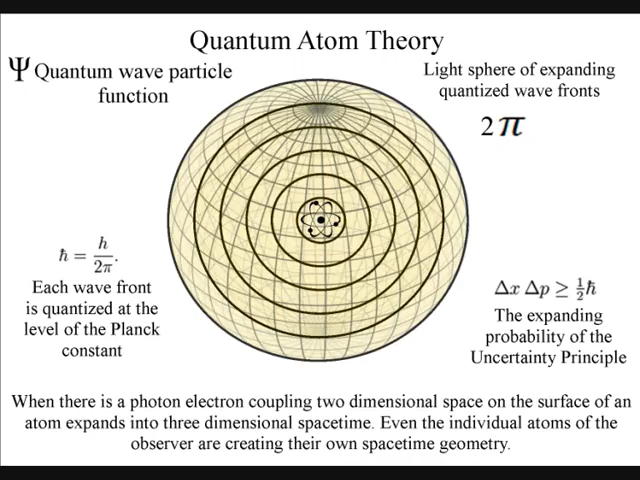 Quantum Atom Theory
Ψ Quantum wave particle
function
Light sphere of expanding
quantized wave fronts
2π
ħ = h/2π.
Each wave front
is quantized at the
level of the Planck
constant
Δx Δp ≥ ½ħ
The expanding
probability of the
Uncertainty Principle
When there is a photon electron coupling two dimensional space on the surface of an
atom expands into three dimensional spacetime. Even the individual atoms of the
observer are creating their own spacetime geometry.